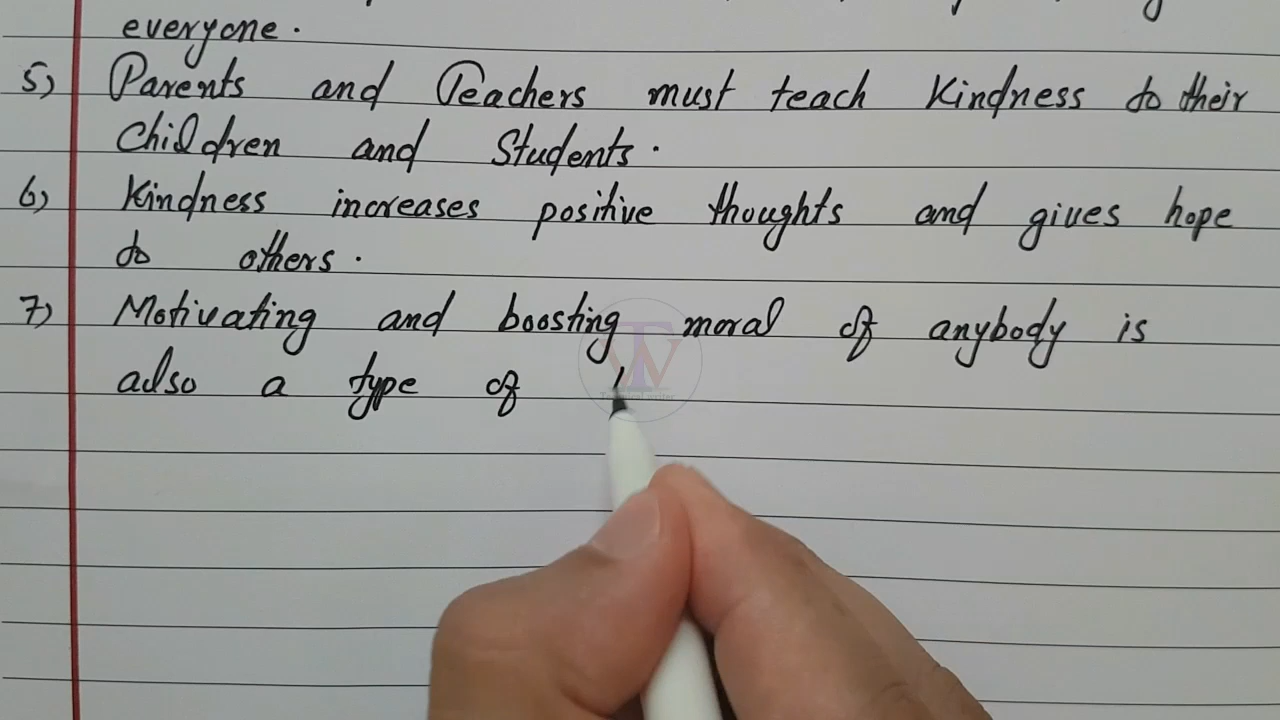 everyone.
5) Parents and Teachers must teach Kindness to their
Children and Students.
6) Kindness increases positive thoughts and gives hope
to others.
7) Motivating and boosting moral of anybody is
also a type of